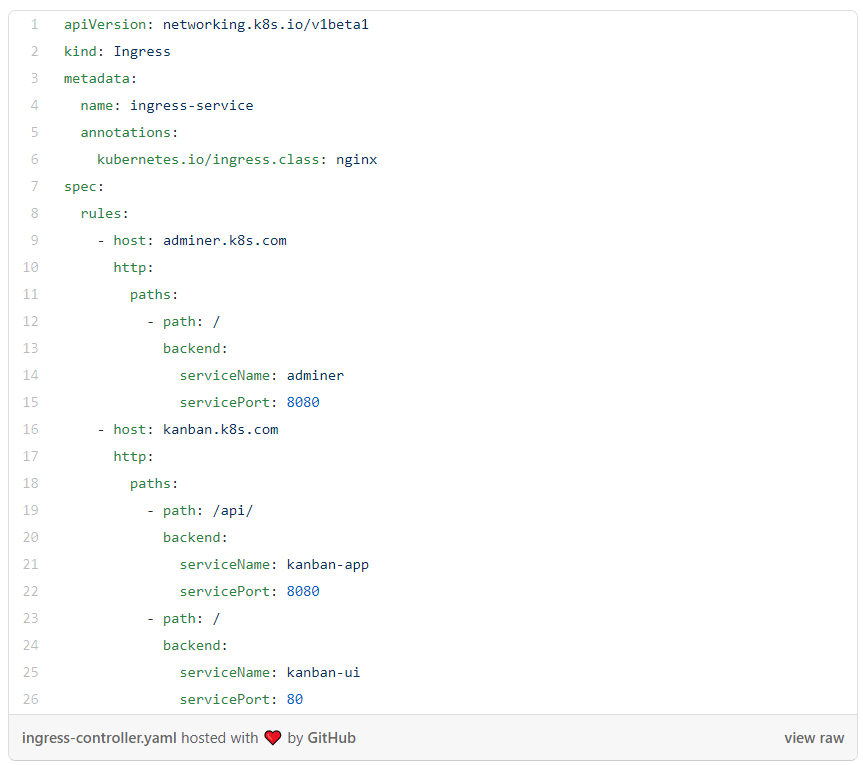 1 apiVersion: networking.k8s.io/v1beta1
2 kind: Ingress
3 metadata:
4   name: ingress-service
5   annotations:
6     kubernetes.io/ingress.class: nginx
7 spec:
8   rules:
9     - host: adminer.k8s.com
10       http:
11         paths:
12           - path: /
13             backend:
14               serviceName: adminer
15               servicePort: 8080
16     - host: kanban.k8s.com
17       http:
18         paths:
19           - path: /api/
20             backend:
21               serviceName: kanban-app
22               servicePort: 8080
23           - path: /
24             backend:
25               serviceName: kanban-ui
26               servicePort: 80
ingress-controller.yaml hosted with ❤ by GitHub view raw